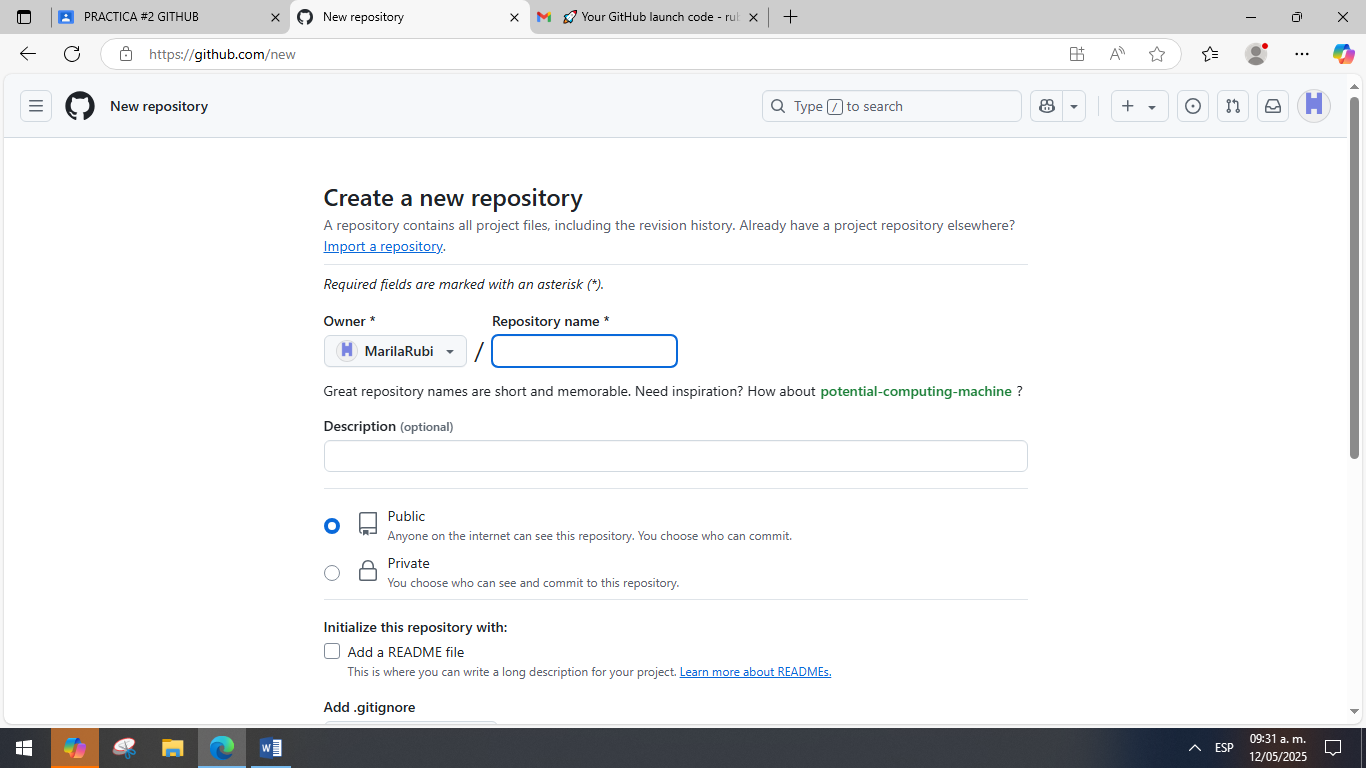 PRACTICA #2 GITHUB
New repository
Your GitHub launch code - rul
https://github.com/new
New repository
Type / to search
Create a new repository
A repository contains all project files, including the revision history. Already have a project repository elsewhere?
Import a repository.
Required fields are marked with an asterisk (*).
Owner *
Repository name *
MarilaRubi
/
Great repository names are short and memorable. Need inspiration? How about potential-computing-machine ?
Description (optional)
Public
Anyone on the internet can see this repository. You choose who can commit.
Private
You choose who can see and commit to this repository.
Initialize this repository with:
Add a README file
This is where you can write a long description for your project. Learn more about READMEs.
Add .gitignore
ESP
09:31 a. m.
12/05/2025